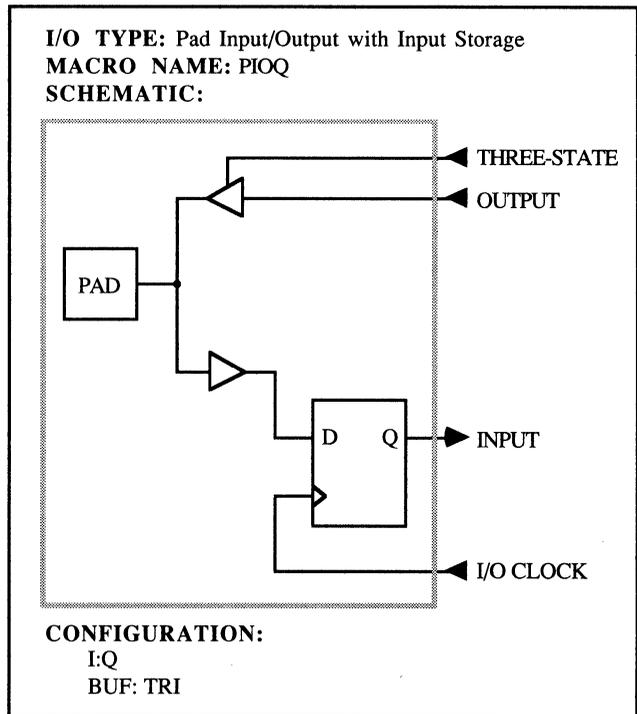 I/O TYPE: Pad Input/Output with Input Storage
MACRO NAME: PIOQ
SCHEMATIC:
THREE-STATE
OUTPUT
PAD
D Q
INPUT
I/O CLOCK
CONFIGURATION:
I:Q
BUF: TRI